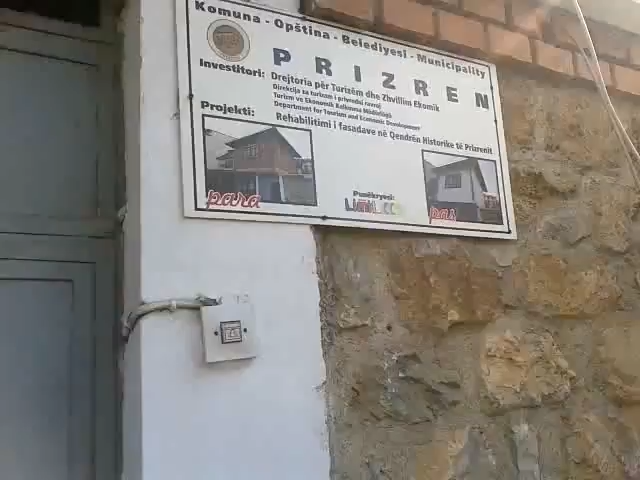 Komuna - Opština - Belediyesi - Municipality
PRIZREN
Investitori: Drejtoria për Turizëm dhe Zhvillim Ekomik
Direkcija za turizam i privredni razvoj
Turizm ve Ekonomik Kalkınma Müdürlüğü
Department for Tourism and Economic Development
Projekti: Rehabilitimi i fasadave në Qendrën Historike të Prizrenit
para
Punëkryesi:
pas